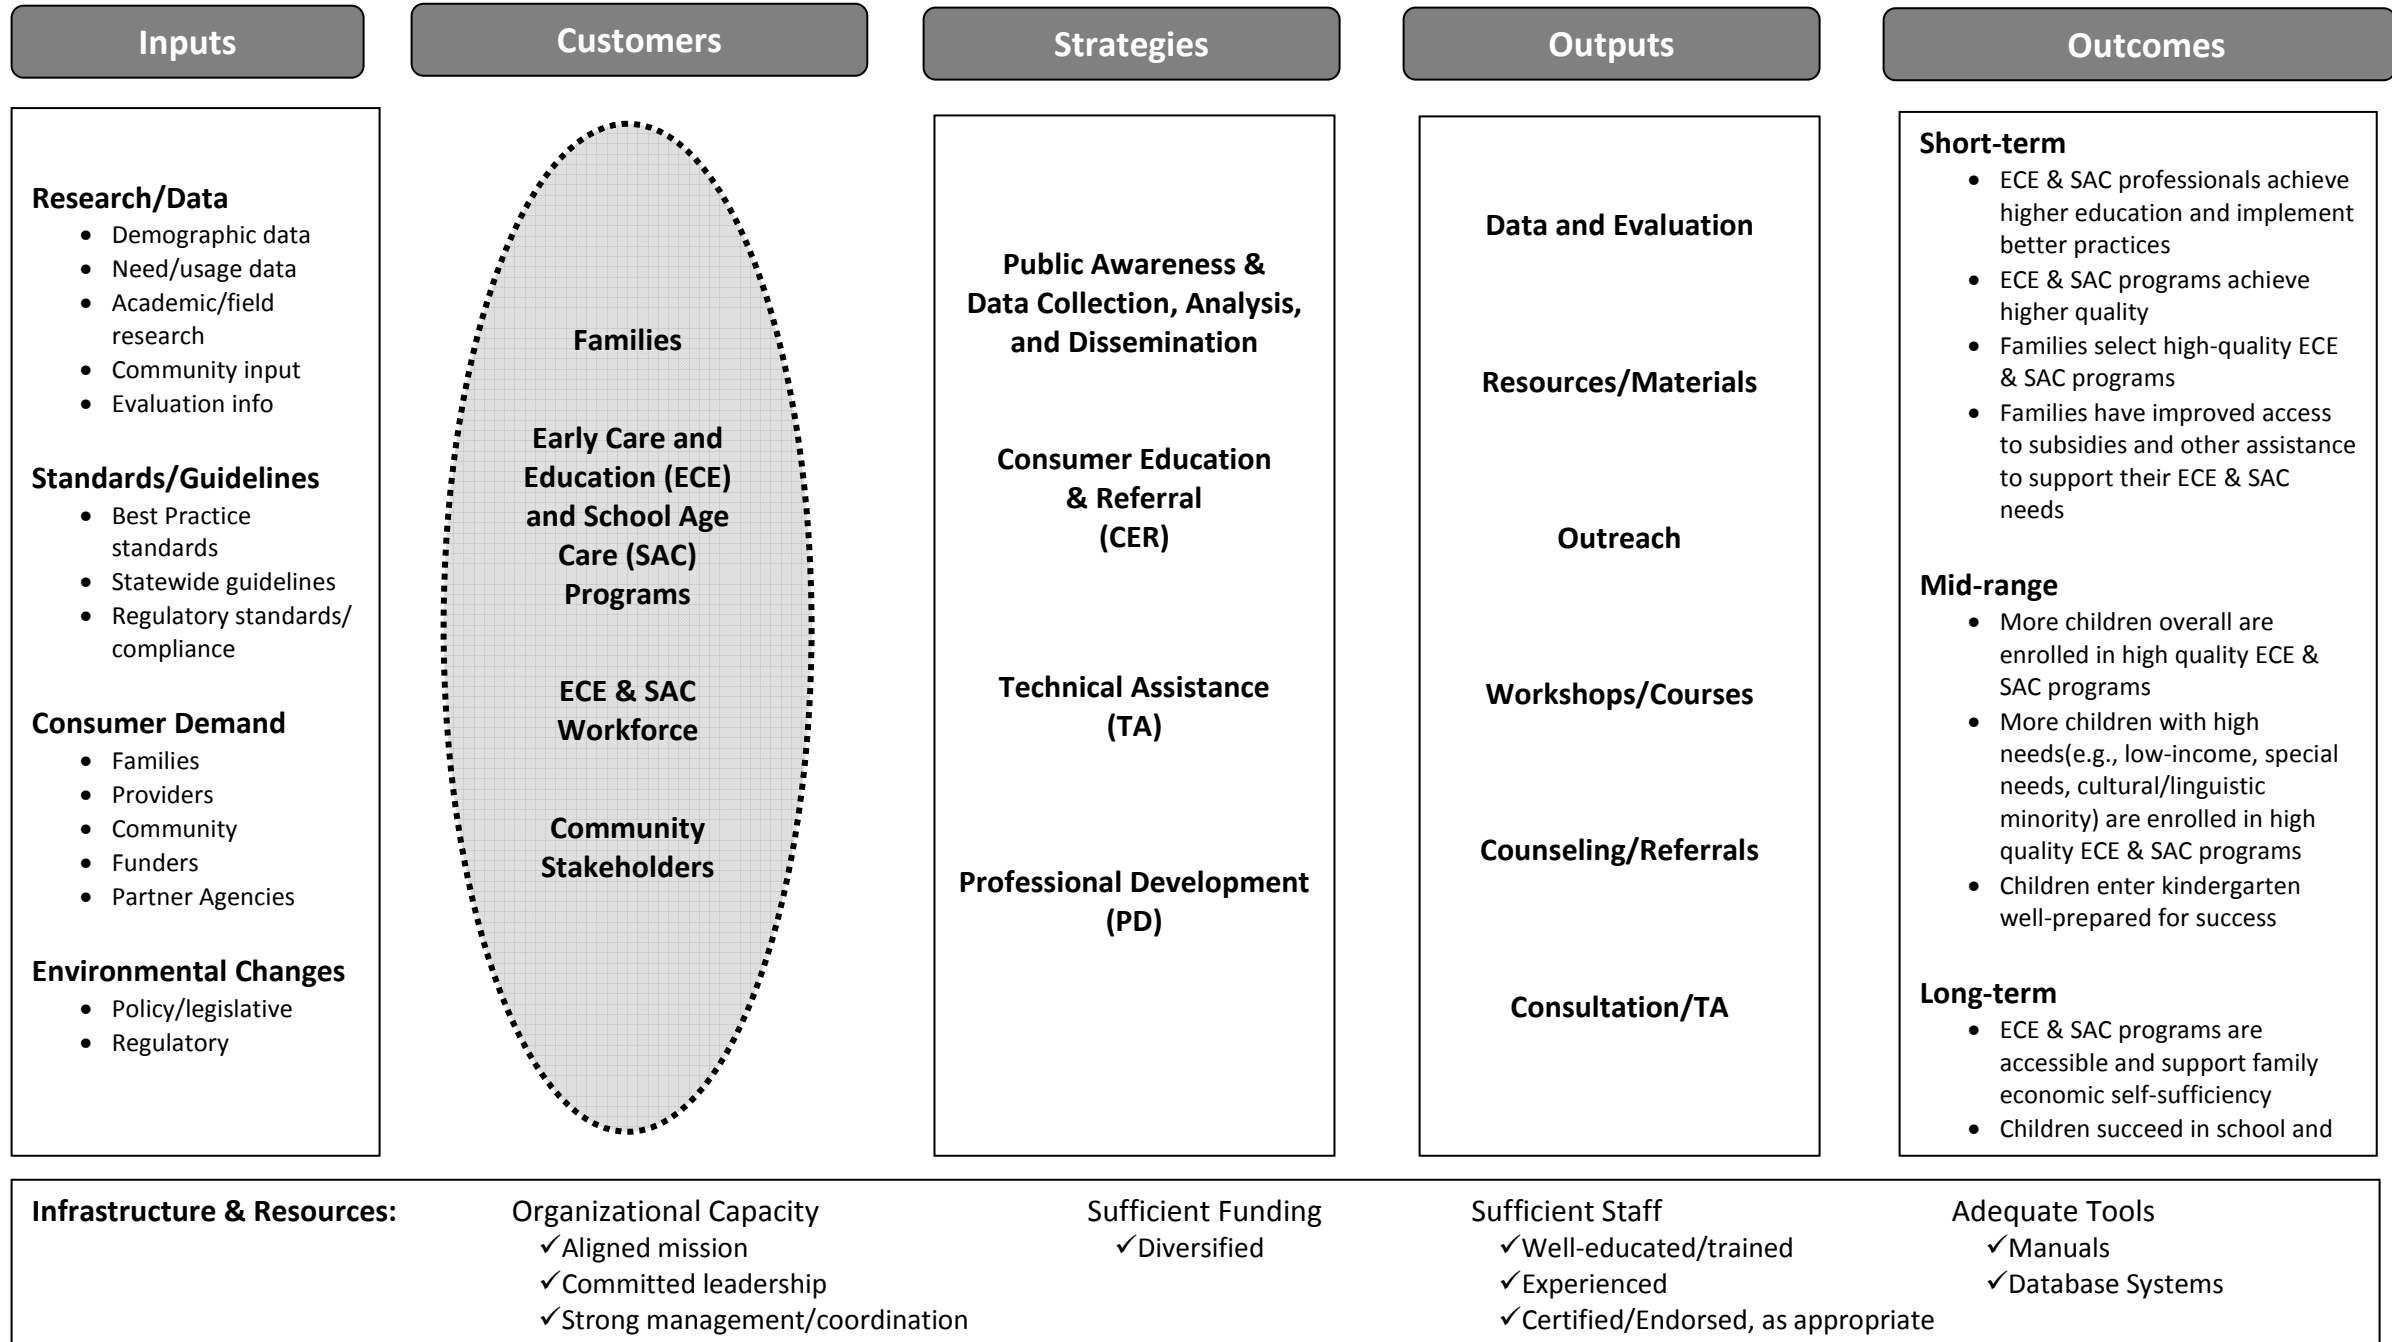 Inputs
Customers
Strategies
Outputs
Outcomes
Research/Data
• Demographic data
• Need/usage data
• Academic/field
research
• Community input
• Evaluation info
Standards/Guidelines
• Best Practice
standards
• Statewide guidelines
• Regulatory standards/
compliance
Consumer Demand
• Families
• Providers
• Community
• Funders
• Partner Agencies
Environmental Changes
• Policy/legislative
• Regulatory
Families
Early Care and
Education (ECE)
and School Age
Care (SAC)
Programs
ECE & SAC
Workforce
Community
Stakeholders
Public Awareness &
Data Collection, Analysis,
and Dissemination
Consumer Education
& Referral
(CER)
Technical Assistance
(TA)
Professional Development
(PD)
Data and Evaluation
Resources/Materials
Outreach
Workshops/Courses
Counseling/Referrals
Consultation/TA
Short-term
• ECE & SAC professionals achieve
higher education and implement
better practices
• ECE & SAC programs achieve
higher quality
• Families select high-quality ECE
& SAC programs
• Families have improved access
to subsidies and other assistance
to support their ECE & SAC
needs
Mid-range
• More children overall are
enrolled in high quality ECE &
SAC programs
• More children with high
needs(e.g., low-income, special
needs, cultural/linguistic
minority) are enrolled in high
quality ECE & SAC programs
• Children enter kindergarten
well-prepared for success
Long-term
• ECE & SAC programs are
accessible and support family
economic self-sufficiency
• Children succeed in school and
Infrastructure & Resources:
Organizational Capacity
✓Aligned mission
✓Committed leadership
✓Strong management/coordination
Sufficient Funding
✓Diversified
Sufficient Staff
✓Well-educated/trained
✓Experienced
✓Certified/Endorsed, as appropriate
Adequate Tools
✓Manuals
✓Database Systems